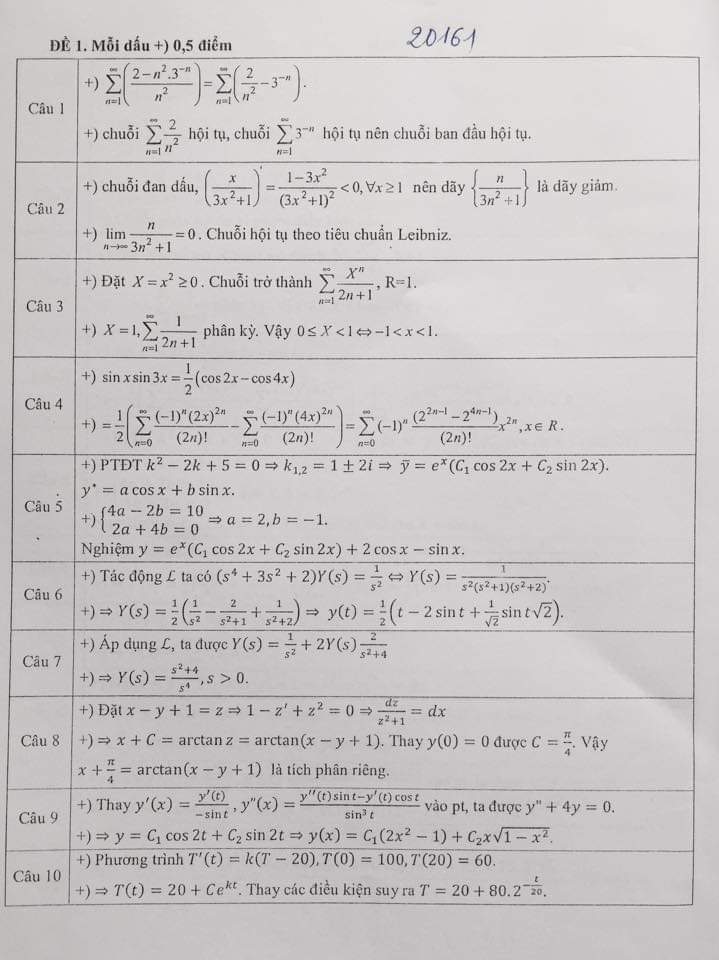 ĐỀ 1. Mỗi dấu +) 0,5 điểm
20161
Câu 1
+) $\sum_{n=1}^{\infty}\left(\frac{2-n^2.3^{-n}}{n^2}\right)=\sum_{n=1}^{\infty}\left(\frac{2}{n^2}-3^{-n}\right).$
+) chuỗi $\sum_{n=1}^{\infty}\frac{2}{n^2}$ hội tụ, chuỗi $\sum_{n=1}^{\infty}3^{-n}$ hội tụ nên chuỗi ban đầu hội tụ.
Câu 2
+) chuỗi đan dấu, $\left(\frac{x}{3x^2+1}\right)'=\frac{1-3x^2}{(3x^2+1)^2}<0,\forall x\geq 1$ nên dãy $\left\{\frac{n}{3n^2+1}\right\}$ là dãy giảm.
+) $\lim_{n\to\infty}\frac{n}{3n^2+1}=0$. Chuỗi hội tụ theo tiêu chuẩn Leibniz.
Câu 3
+) Đặt $X=x^2\geq 0$. Chuỗi trở thành $\sum_{n=1}^{\infty}\frac{X^n}{2n+1}$, R=1.
+) $X=1,\sum_{n=1}^{\infty}\frac{1}{2n+1}$ phân kỳ. Vậy $0\leq X<1\Leftrightarrow -1<x<1.$
Câu 4
+) $\sin x\sin 3x=\frac{1}{2}(\cos 2x-\cos 4x)$
+) $=\frac{1}{2}\left(\sum_{n=0}^{\infty}\frac{(-1)^n(2x)^{2n}}{(2n)!}-\sum_{n=0}^{\infty}\frac{(-1)^n(4x)^{2n}}{(2n)!}\right)=\sum_{n=0}^{\infty}(-1)^n\frac{(2^{2n-1}-2^{4n-1})}{(2n)!}x^{2n},x\in R.$
Câu 5
+) PTĐT $k^2-2k+5=0\Rightarrow k_{1,2}=1\pm 2i\Rightarrow \bar{y}=e^x(C_1\cos 2x+C_2\sin 2x).$
$y^*=a\cos x+b\sin x.$
+) $\begin{cases}4a-2b=10\\2a+4b=0\end{cases}\Rightarrow a=2,b=-1.$
Nghiệm $y=e^x(C_1\cos 2x+C_2\sin 2x)+2\cos x-\sin x.$
Câu 6
+) Tác động $\mathcal{L}$ ta có $(s^4+3s^2+2)Y(s)=\frac{1}{s^2}\Leftrightarrow Y(s)=\frac{1}{s^2(s^2+1)(s^2+2)}.$
+) $\Rightarrow Y(s)=\frac{1}{2}\left(\frac{1}{s^2}-\frac{2}{s^2+1}+\frac{1}{s^2+2}\right)\Rightarrow y(t)=\frac{1}{2}\left(t-2\sin t+\frac{1}{\sqrt{2}}\sin t\sqrt{2}\right).$
Câu 7
+) Áp dụng $\mathcal{L}$, ta được $Y(s)=\frac{1}{s^2}+2Y(s)\frac{2}{s^2+4}$
+) $\Rightarrow Y(s)=\frac{s^2+4}{s^4},s>0.$
Câu 8
+) Đặt $x-y+1=z\Rightarrow 1-z'+z^2=0\Rightarrow\frac{dz}{z^2+1}=dx$
+) $\Rightarrow x+C=\arctan z=\arctan(x-y+1).$ Thay $y(0)=0$ được $C=\frac{\pi}{4}$. Vậy
$x+\frac{\pi}{4}=\arctan(x-y+1)$ là tích phân riêng.
Câu 9
+) Thay $y'(x)=\frac{y'(t)}{-\sin t},y''(x)=\frac{y''(t)\sin t-y'(t)\cos t}{\sin^3 t}$ vào pt, ta được $y''+4y=0.$
+) $\Rightarrow y=C_1\cos 2t+C_2\sin 2t\Rightarrow y(x)=C_1(2x^2-1)+C_2x\sqrt{1-x^2}.$
Câu 10
+) Phương trình $T'(t)=k(T-20),T(0)=100,T(20)=60.$
+) $\Rightarrow T(t)=20+Ce^{kt}.$ Thay các điều kiện suy ra $T=20+80.2^{-\frac{t}{20}}.$